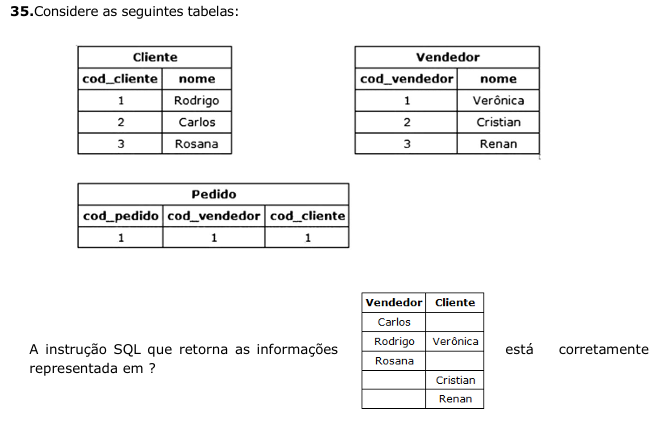 35.Considere as seguintes tabelas:
Cliente
cod_cliente nome
1 Rodrigo
2 Carlos
3 Rosana
Vendedor
cod_vendedor nome
1 Verônica
2 Cristian
3 Renan
Pedido
cod_pedido cod_vendedor cod_cliente
1 1 1
Vendedor Cliente
Carlos
Rodrigo Verônica
Rosana
Cristian
Renan
A instrução SQL que retorna as informações está corretamente
representada em ?